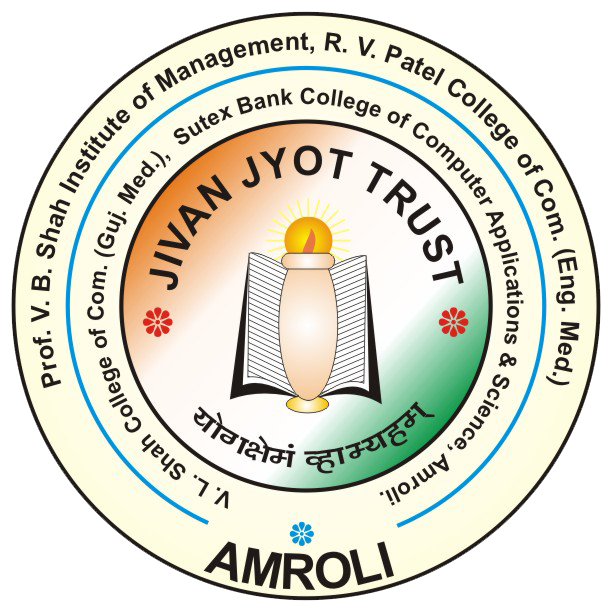 Prof. V. B. Shah Institute of Management, R. V. Patel College of Com. (Eng. Med.)
V. L. Shah College of Com. (Guj. Med.), Sutex Bank College of Computer Applications & Science, Amroli.
JIVAN JYOT TRUST
योगक्षेमं व्हाम्यहम्
AMROLI